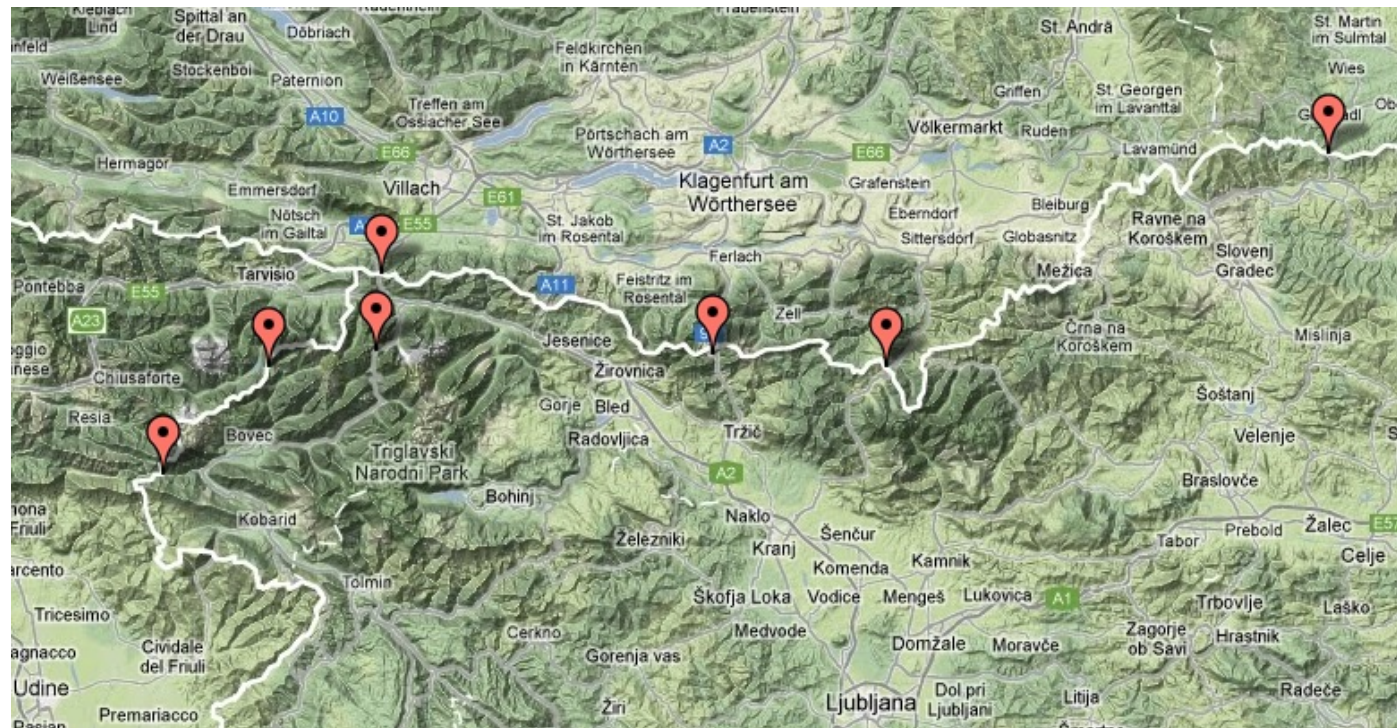 Spittal an
der Drau
Lind
Döbriach
St. Andrä
St. Martin
im Sulmtal
Feldkirchen
in Kärnten
Weißensee
Stockenboi
Paternion
Wies
Griffen
St. Georgen
im Lavanttal
Treffen am
Ossiacher See
A10
Pörtschach am
Wörthersee
A2
Völkermarkt
Ruden
E66
E66
Lavamünd
Hermagor
Emmersdorf
Villach
Klagenfurt am
Wörthersee
Grafenstein
E61
Bleiburg
Nötsch
im Gailtal
E55
St. Jakob
im Rosental
Eberndorf
Sittersdorf
Globasnitz
Ravne na
Koroškem
Slovenj
Gradec
Ferlach
Tarvisio
Mežica
Pontebba
E55
A11
Feistritz im
Rosental
Zell
A23
Jesenice
Črna na
Koroškem
Mislinja
Chiusaforte
Žirovnica
Resia
Gorje
Bled
Šoštanj
Bovec
Radovljica
Tržič
Velenje
Triglavski
Narodni Park
A2
Braslovče
Bohinj
Kobarid
Naklo
Šenčur
Prebold
Žalec
Železniki
Kranj
Tabor
Celje
Kamnik
Komenda
Tolmin
Škofja Loka
Vodice
Mengeš
Lukovica
A1
Trbovlje
Laško
Tricesimo
Cerkno
Medvode
Zagorje
ob Savi
Hrastnik
Cividale
del Friuli
Domžale
Moravče
Gorenja vas
Udine
Premariacco
Žiri
Ljubljana
Dol pri
Ljubljani
Litija
Radeče